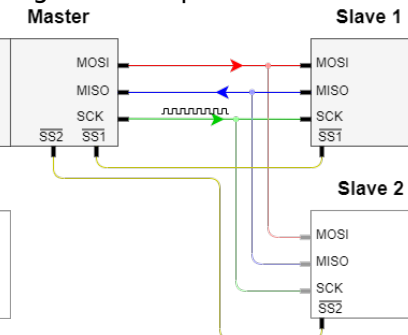 Master
Slave 1
MOSI
MISO
SCK
SS2
SS1
MOSI
MISO
SCK
SS1
Slave 2
MOSI
MISO
SCK
SS2